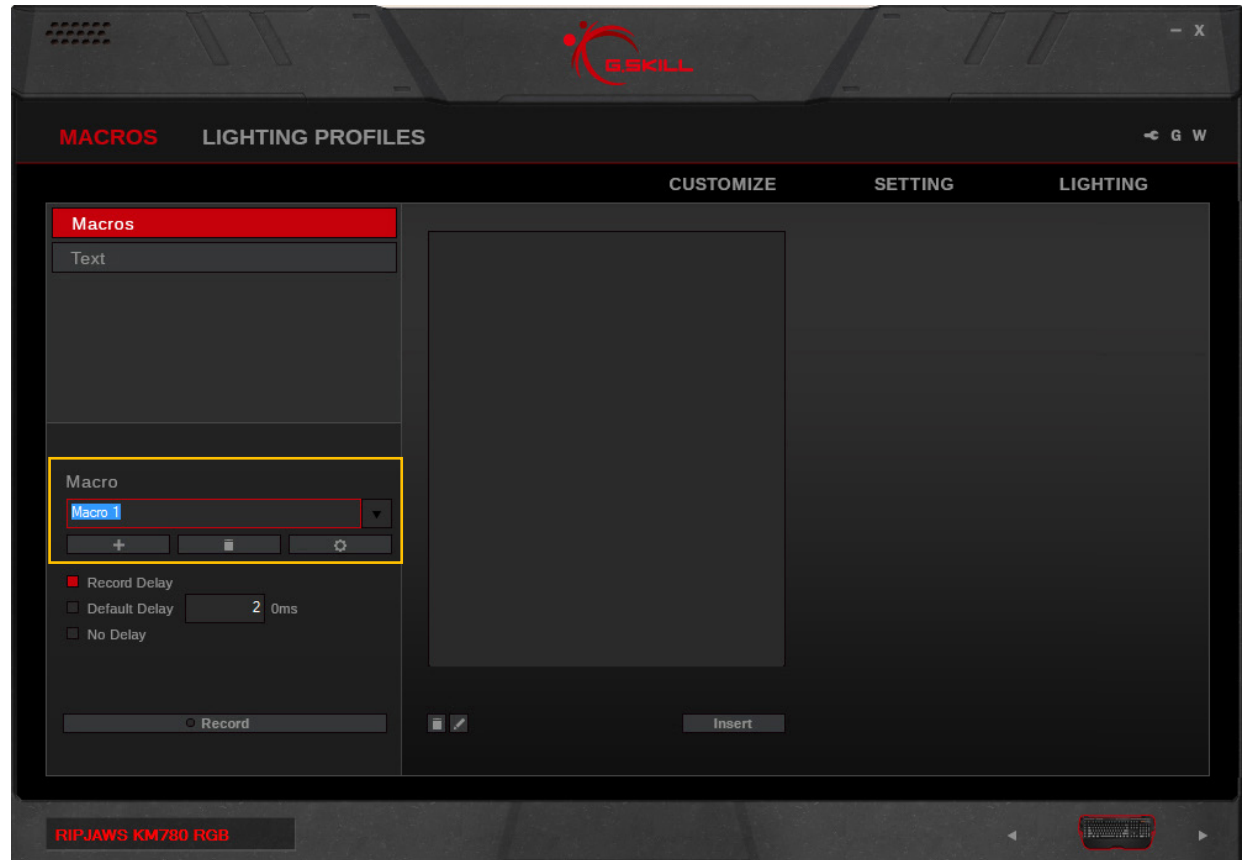 G.SKILL
– X
MACROS LIGHTING PROFILES
G W
CUSTOMIZE SETTING LIGHTING
Macros
Text
Macro
Macro 1
Record Delay
Default Delay 2 0ms
No Delay
Record
Insert
RIPJAWS KM780 RGB